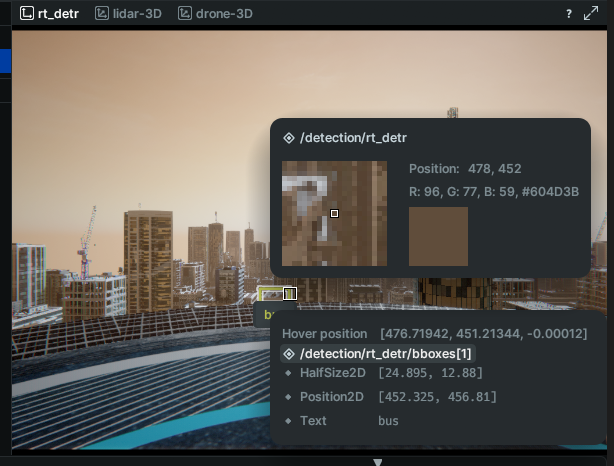 rt_detr lidar-3D drone-3D ?
/detection/rt_detr
Position: 478, 452
R: 96, G: 77, B: 59, #604D3B
Hover position [476.71942, 451.21344, -0.00012]
/detection/rt_detr/bboxes[1]
HalfSize2D [24.895, 12.88]
Position2D [452.325, 456.81]
Text bus